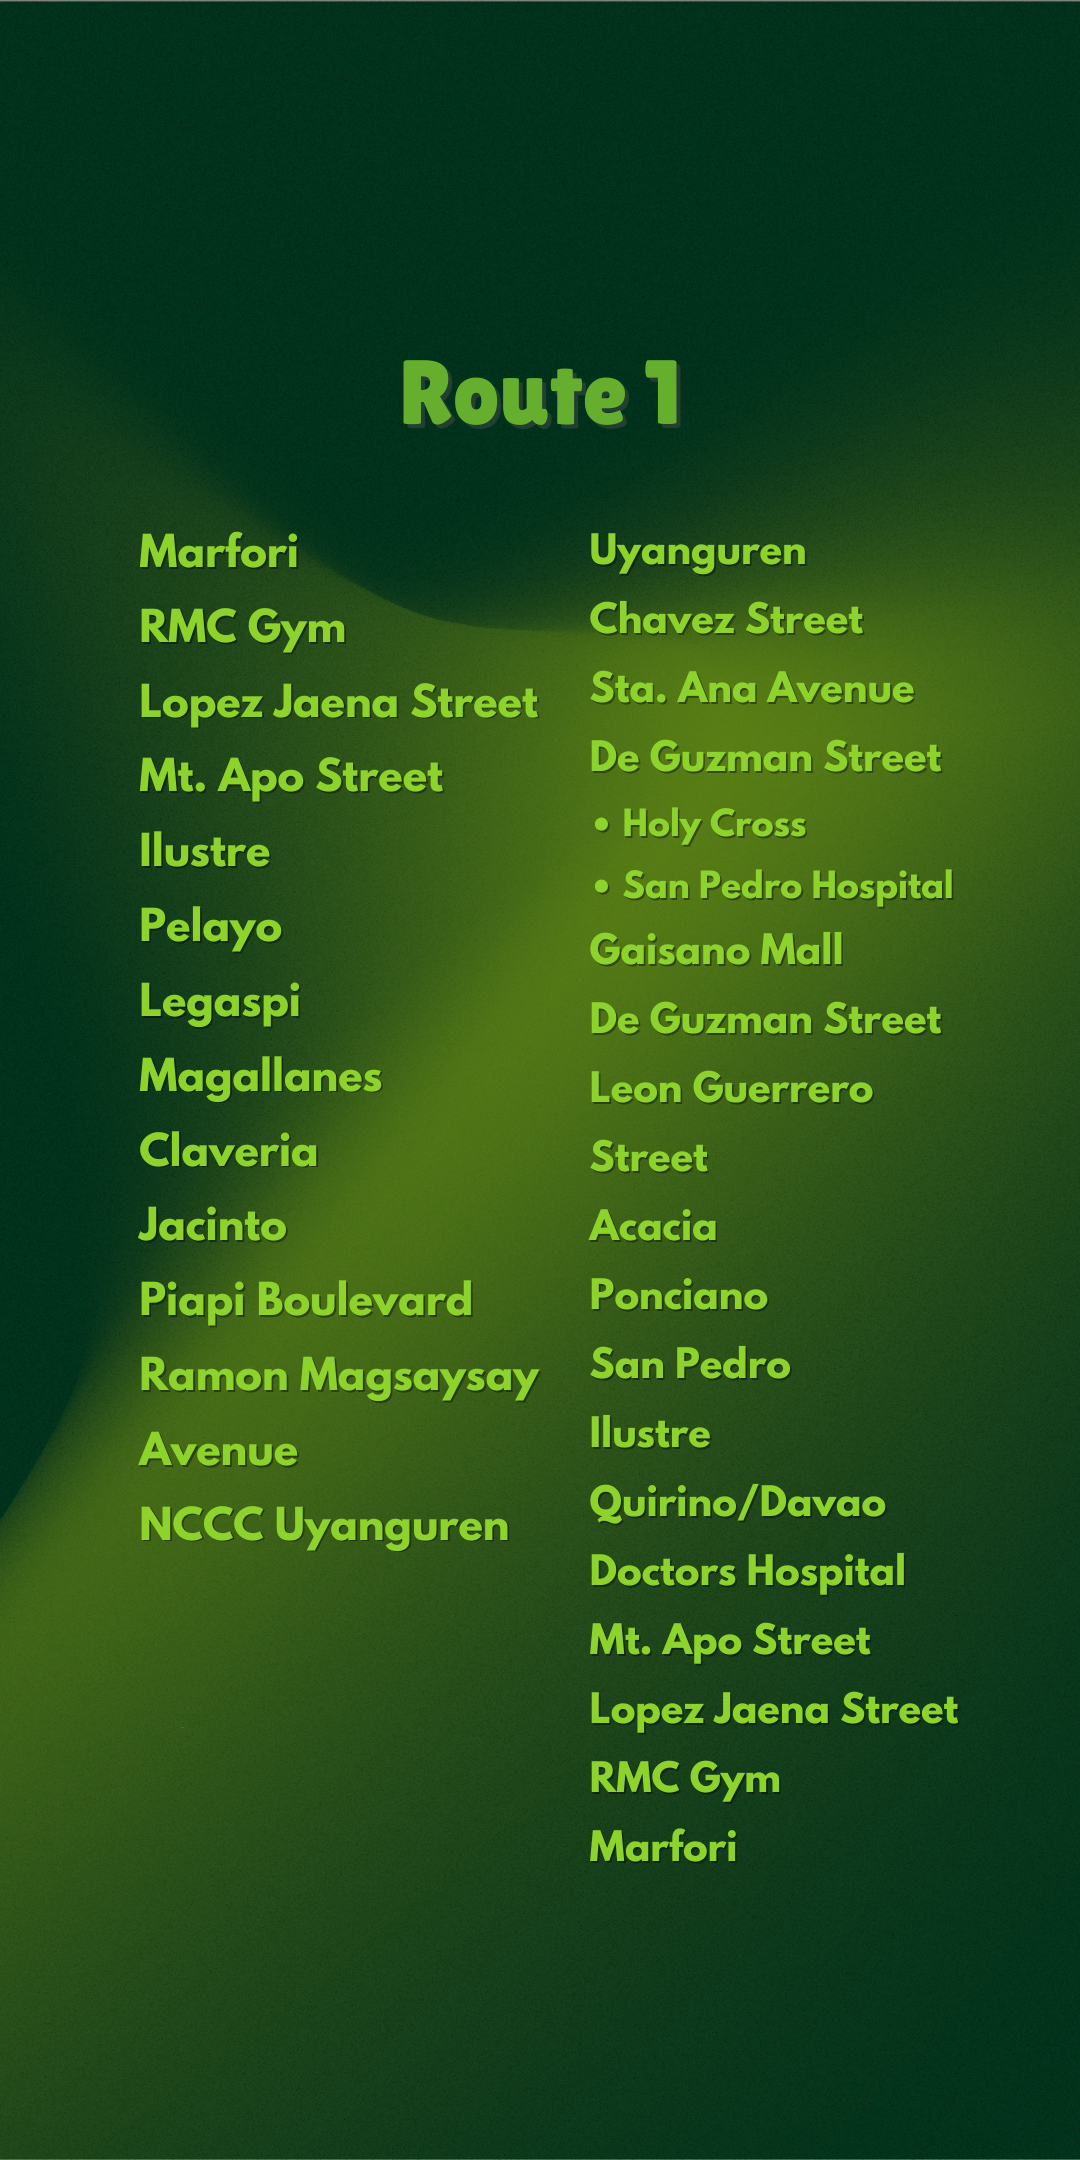 Route 1
Marfori
RMC Gym
Lopez Jaena Street
Mt. Apo Street
Ilustre
Pelayo
Legaspi
Magallanes
Claveria
Jacinto
Piapi Boulevard
Ramon Magsaysay
Avenue
NCCC Uyanguren
Uyanguren
Chavez Street
Sta. Ana Avenue
De Guzman Street
• Holy Cross
• San Pedro Hospital
Gaisano Mall
De Guzman Street
Leon Guerrero
Street
Acacia
Ponciano
San Pedro
Ilustre
Quirino/Davao
Doctors Hospital
Mt. Apo Street
Lopez Jaena Street
RMC Gym
Marfori